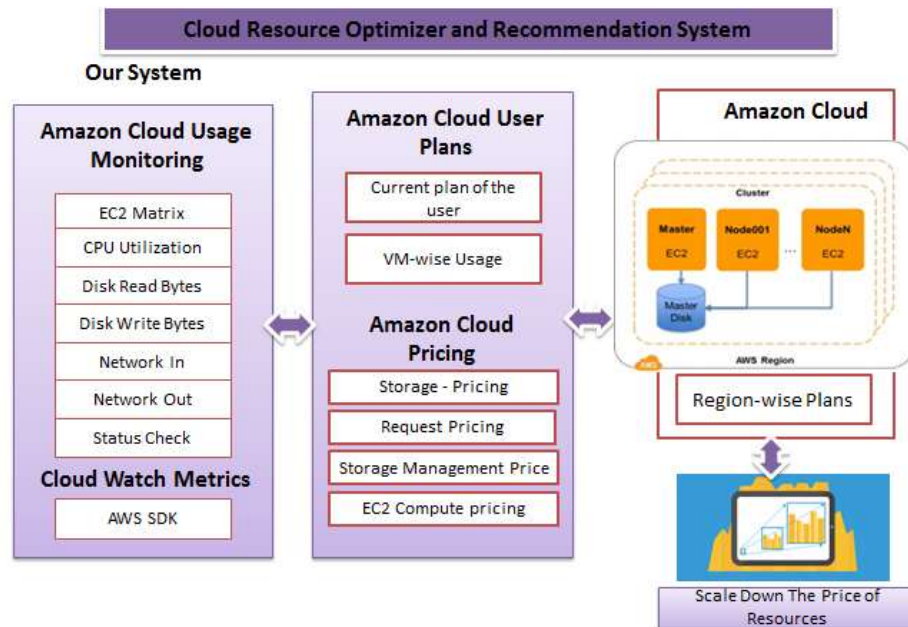 Cloud Resource Optimizer and Recommendation System
Our System
Amazon Cloud Usage
Monitoring
EC2 Matrix
CPU Utilization
Disk Read Bytes
Disk Write Bytes
Network In
Network Out
Status Check
Cloud Watch Metrics
AWS SDK
Amazon Cloud User
Plans
Current plan of the
user
VM-wise Usage
Amazon Cloud
Pricing
Storage - Pricing
Request Pricing
Storage Management Price
EC2 Compute pricing
Amazon Cloud
Cluster
Master
EC2
Node001
EC2
...
NodeN
EC2
Master
Disk
AWS Region
AWS
Region-wise Plans
Scale Down The Price of
Resources